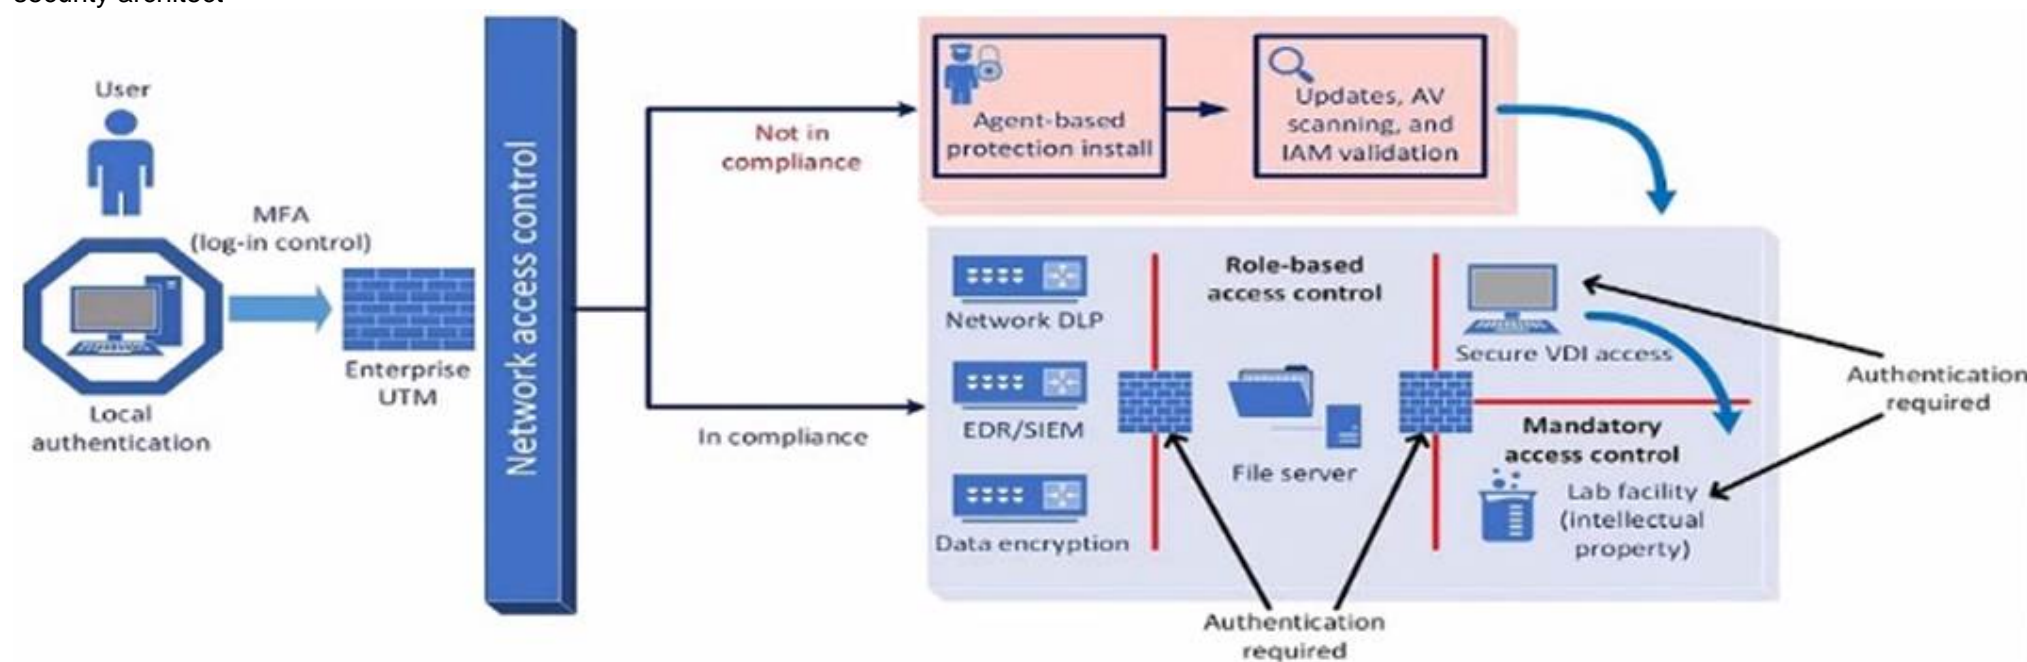 security architect
User
MFA
(log-in control)
Local
authentication
Enterprise
UTM
Network access control
Not in
compliance
In compliance
Agent-based
protection install
Updates, AV
scanning, and
IAM validation
Network DLP
EDR/SIEM
Data encryption
Role-based
access control
File server
Secure VDI access
Mandatory
access control
Lab facility
(intellectual
property)
Authentication
required
Authentication
required